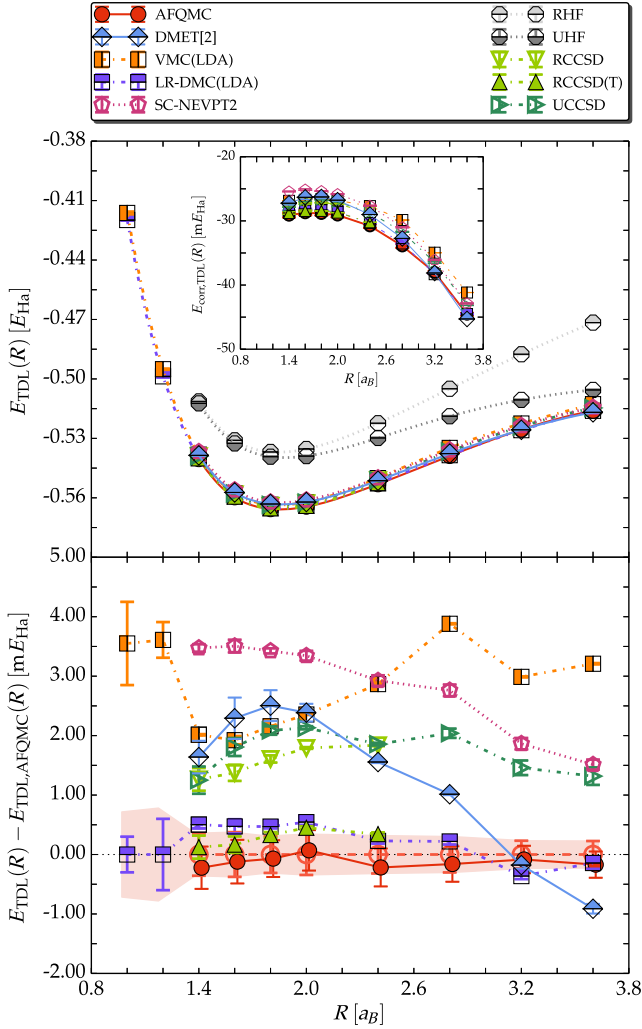 AFQMC
DMET[2]
VMC(LDA)
LR-DMC(LDA)
SC-NEVPT2
RHF
UHF
RCCSD
RCCSD(T)
UCCSD
-0.38
-0.41
-0.44
-0.47
-0.50
-0.53
-0.56
E_TDL(R) [E_Ha]
-20
-30
-40
-50
E_corr,TDL(R) [mE_Ha]
1.4 2.0 2.6 3.2 3.8
R [a_B]
5.00
4.00
3.00
2.00
1.00
0.00
-1.00
-2.00
E_TDL(R) − E_TDL,AFQMC(R) [mE_Ha]
0.8 1.4 2.0 2.6 3.2 3.8
R [a_B]